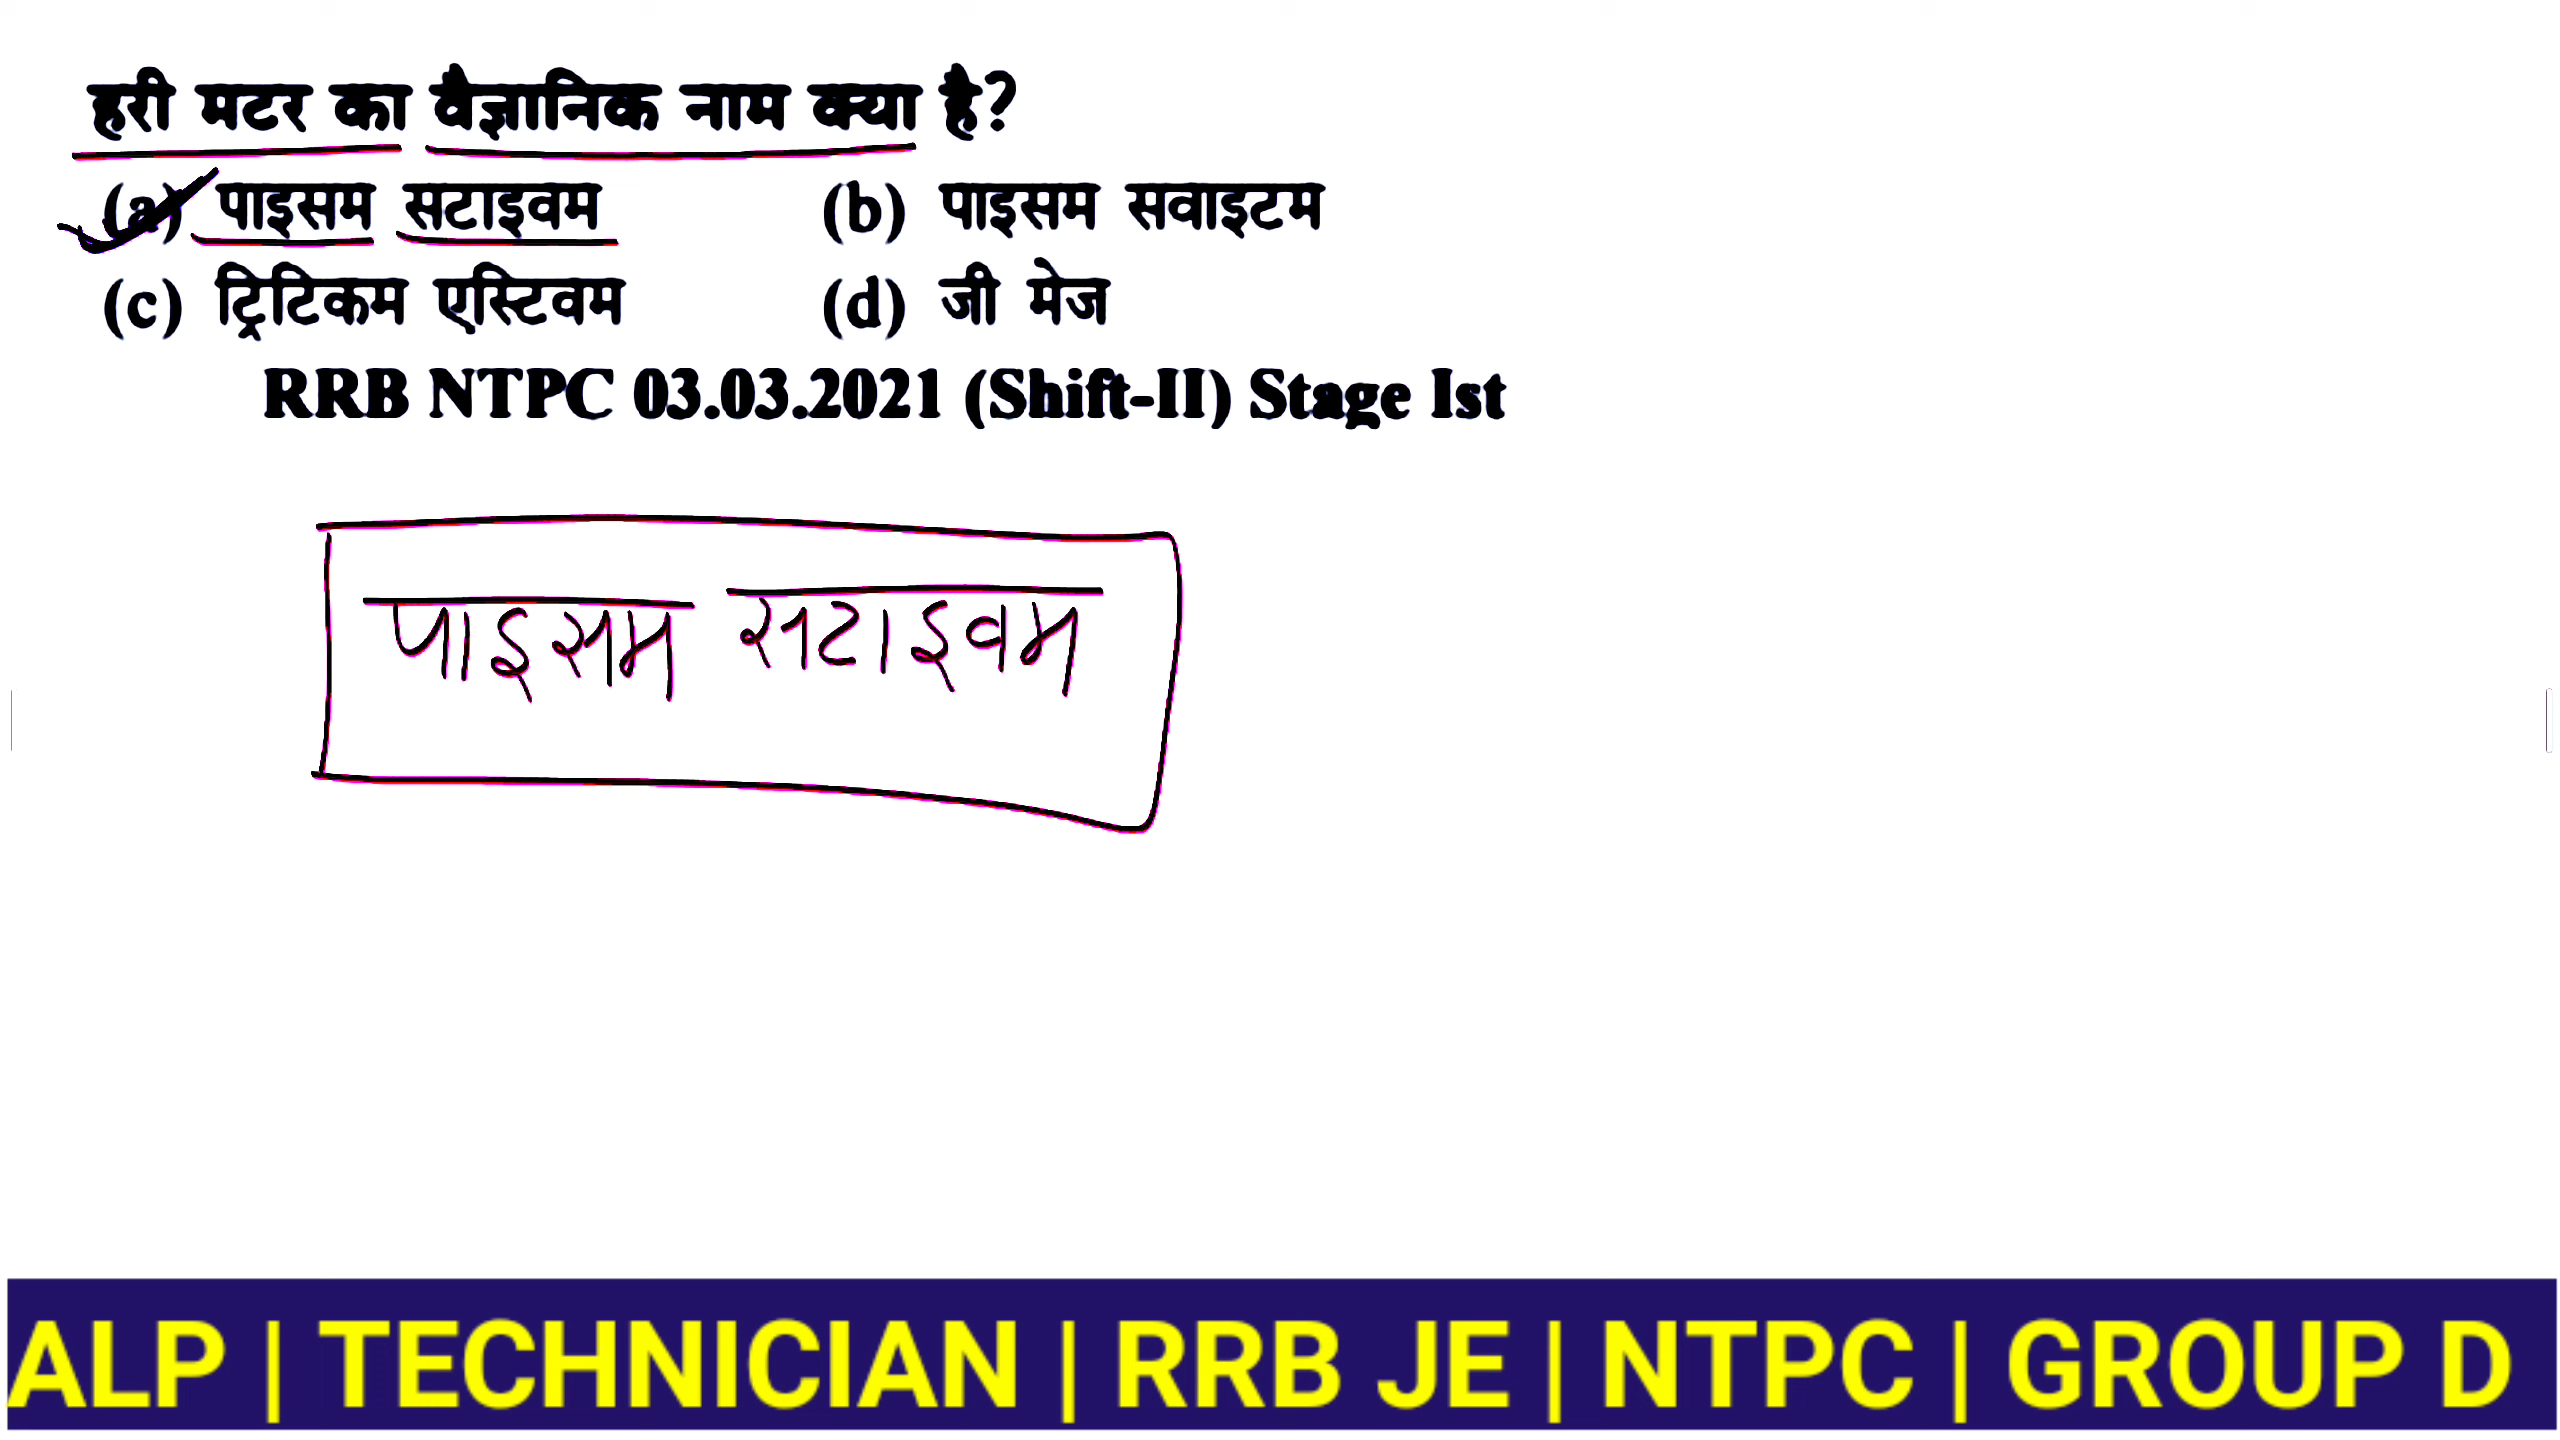 हरी मटर का वैज्ञानिक नाम क्या है?
(a) पाइसम सटाइवम (b) पाइसम सवाइटम
(c) ट्रिटिकम एस्टिवम (d) जी मेज
RRB NTPC 03.03.2021 (Shift-II) Stage Ist
पाइसम सटाइवम
ALP | TECHNICIAN | RRB JE | NTPC | GROUP D